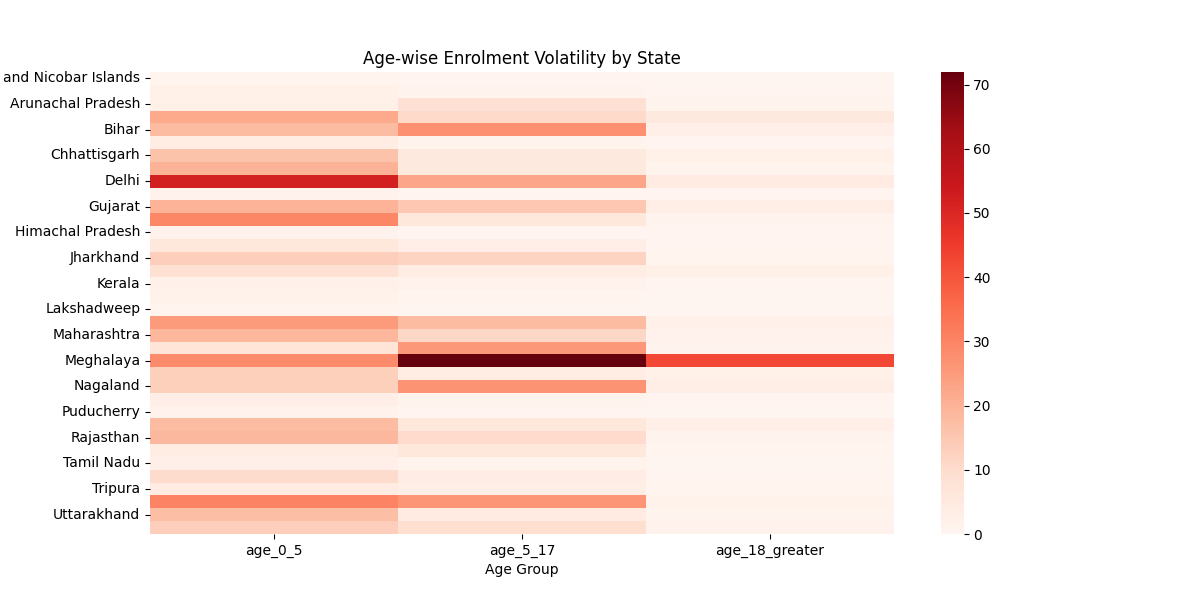 Age-wise Enrolment Volatility by State
and Nicobar Islands
Arunachal Pradesh
Bihar
Chhattisgarh
Delhi
Gujarat
Himachal Pradesh
Jharkhand
Kerala
Lakshadweep
Maharashtra
Meghalaya
Nagaland
Puducherry
Rajasthan
Tamil Nadu
Tripura
Uttarakhand
age_0_5
age_5_17
age_18_greater
Age Group
70
60
50
40
30
20
10
0